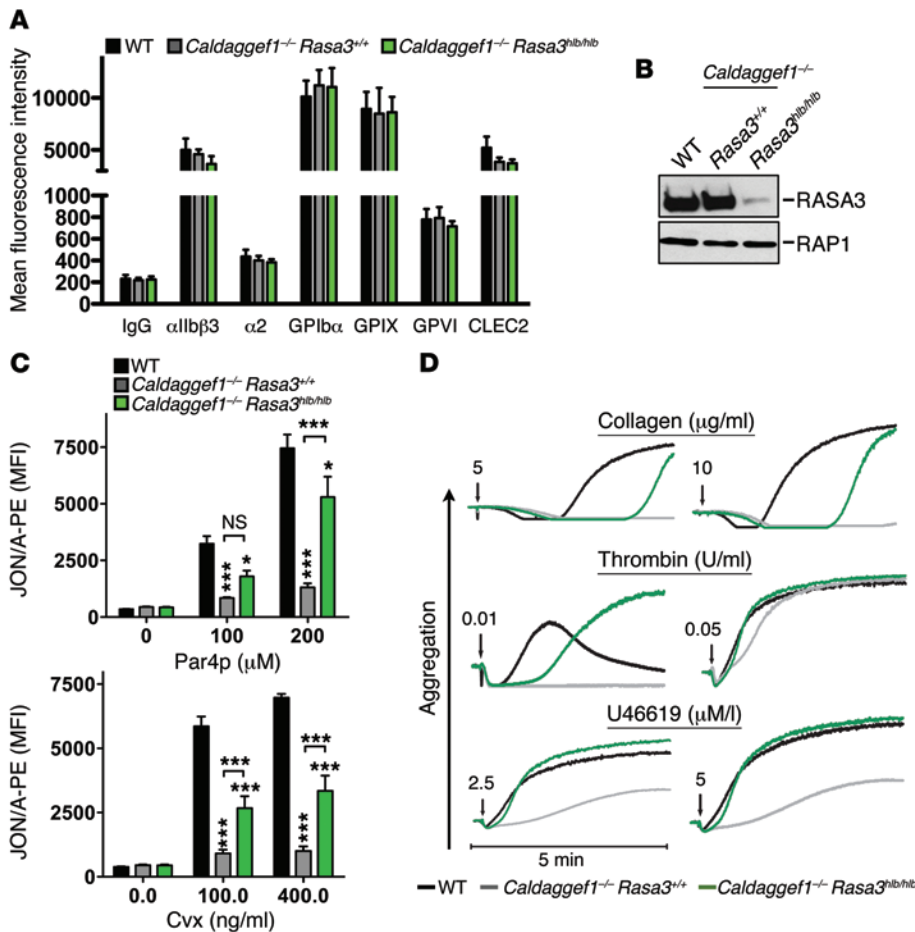 A
WT Caldaggef1–/– Rasa3+/+ Caldaggef1–/– Rasa3hlb/hlb
Mean fluorescence intensity
10000
5000
1000
800
600
400
200
0
IgG αIIbβ3 α2 GPIbα GPIX GPVI CLEC2
B
Caldaggef1–/–
WT Rasa3+/+ Rasa3hlb/hlb
RASA3
RAP1
C
WT
Caldaggef1–/– Rasa3+/+
Caldaggef1–/– Rasa3hlb/hlb
JON/A-PE (MFI)
7500
5000
2500
0
NS
***
*
***
***
*
0 100 200
Par4p (μM)
JON/A-PE (MFI)
7500
5000
2500
0
***
***
***
***
***
***
0.0 100.0 400.0
Cvx (ng/ml)
D
Aggregation
Collagen (μg/ml)
5 10
Thrombin (U/ml)
0.01 0.05
U46619 (μM/l)
2.5 5
5 min
WT Caldaggef1–/– Rasa3+/+ Caldaggef1–/– Rasa3hlb/hlb